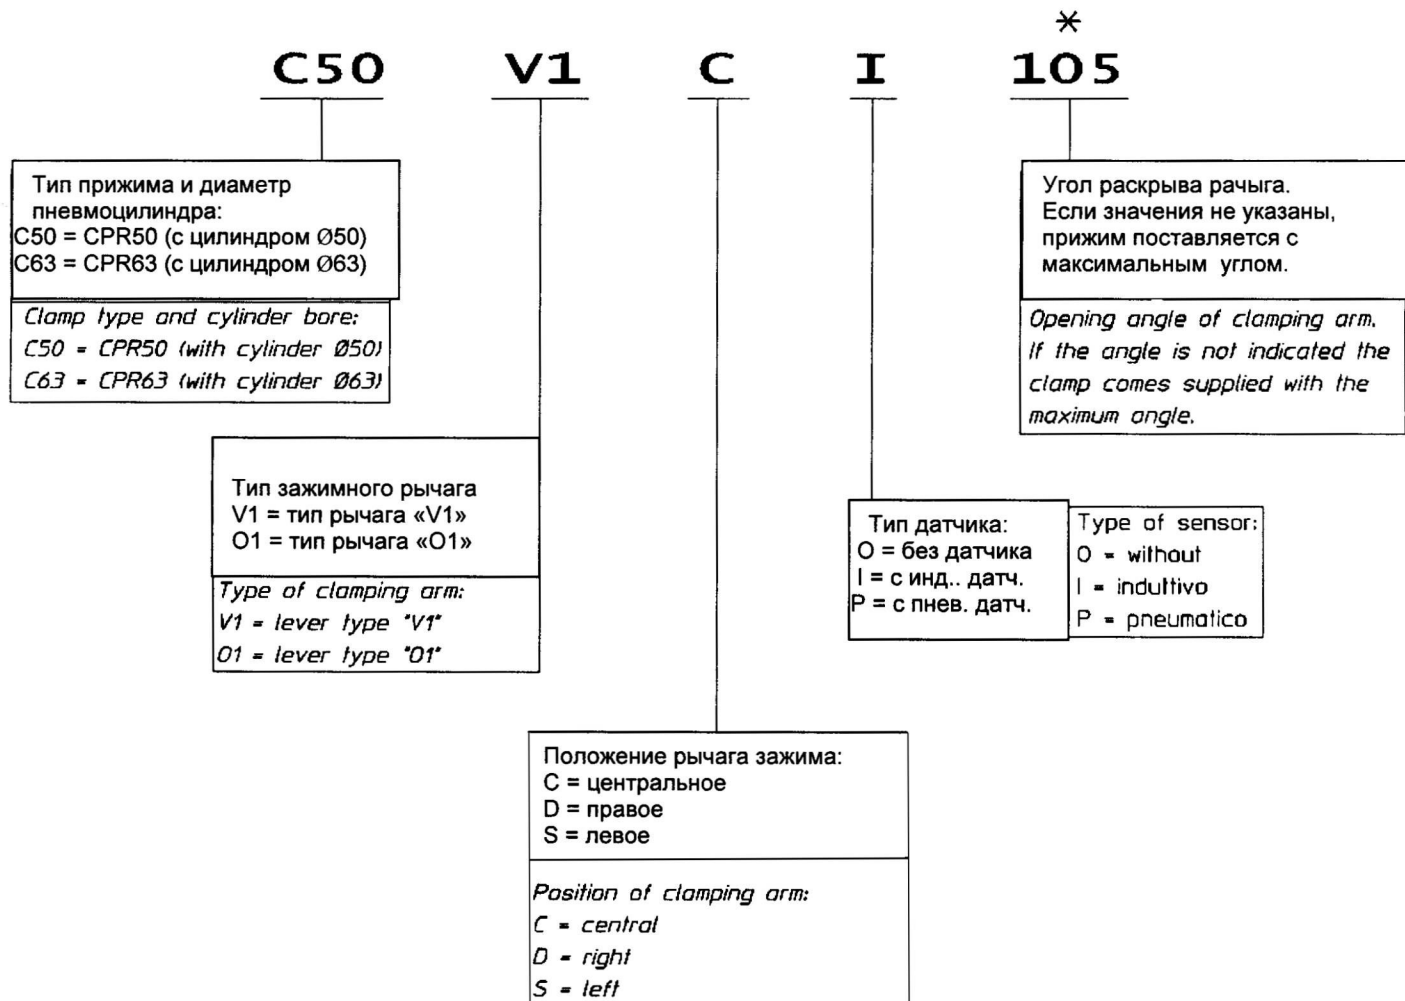 *
C50 V1 C I 105
Тип прижима и диаметр
пневмоцилиндра:
C50 = CPR50 (с цилиндром Ø50)
C63 = CPR63 (с цилиндром Ø63)
Clamp type and cylinder bore:
C50 = CPR50 (with cylinder Ø50)
C63 = CPR63 (with cylinder Ø63)
Угол раскрыва рачыга.
Если значения не указаны,
прижим поставляется с
максимальным углом.
Opening angle of clamping arm.
If the angle is not indicated the
clamp comes supplied with the
maximum angle.
Тип зажимного рычага
V1 = тип рычага «V1»
O1 = тип рычага «O1»
Type of clamping arm:
V1 = lever type "V1"
O1 = lever type "O1"
Тип датчика:
O = без датчика
I = с инд.. датч.
P = с пнев. датч.
Type of sensor:
O = without
I = induttivo
P = pneumatico
Положение рычага зажима:
C = центральное
D = правое
S = левое
Position of clamping arm:
C = central
D = right
S = left